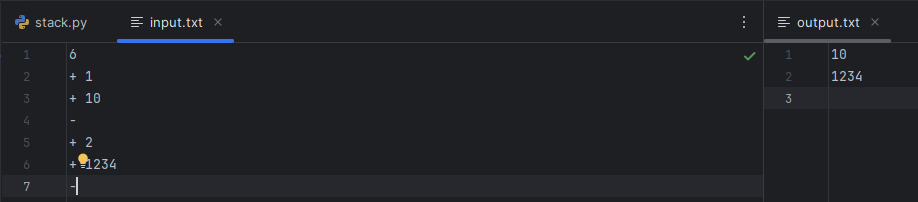 stack.py input.txt output.txt
1 6 1 10
2 + 1 2 1234
3 + 10 3
4 -
5 + 2
6 + 1234
7 -